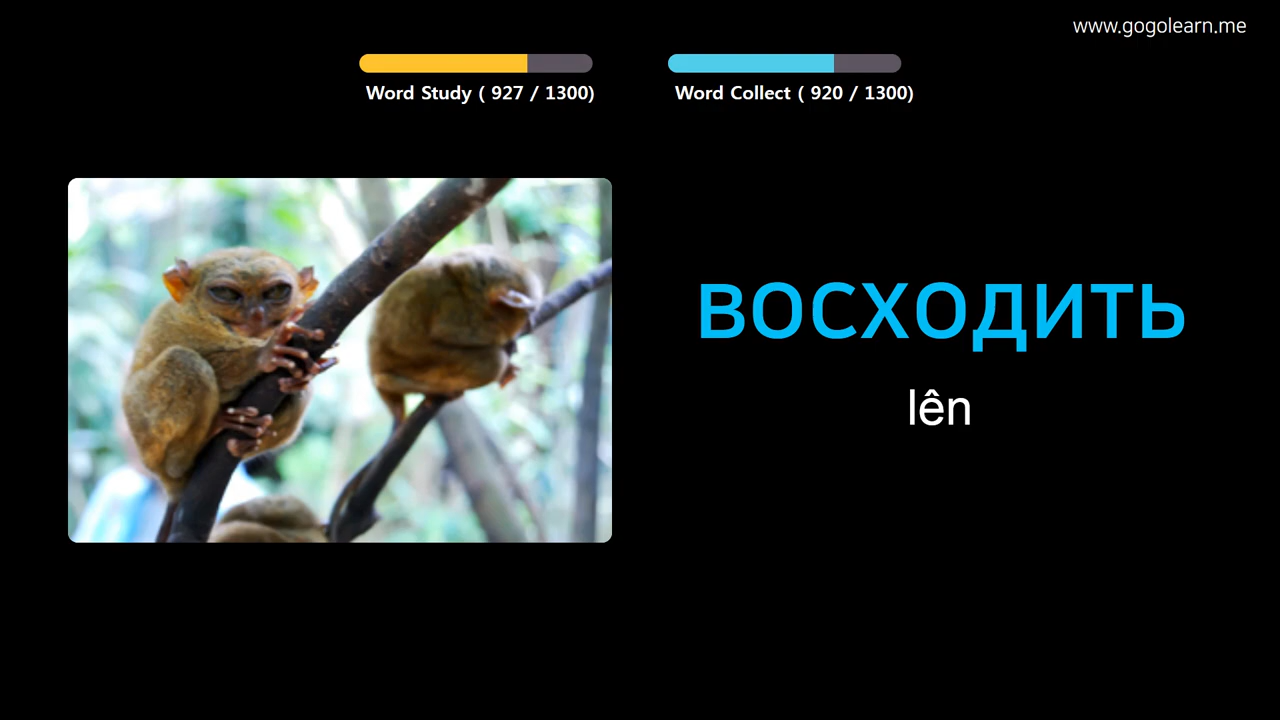 www.gogolearn.me
Word Study ( 927 / 1300)
Word Collect ( 920 / 1300)
восходить
lên